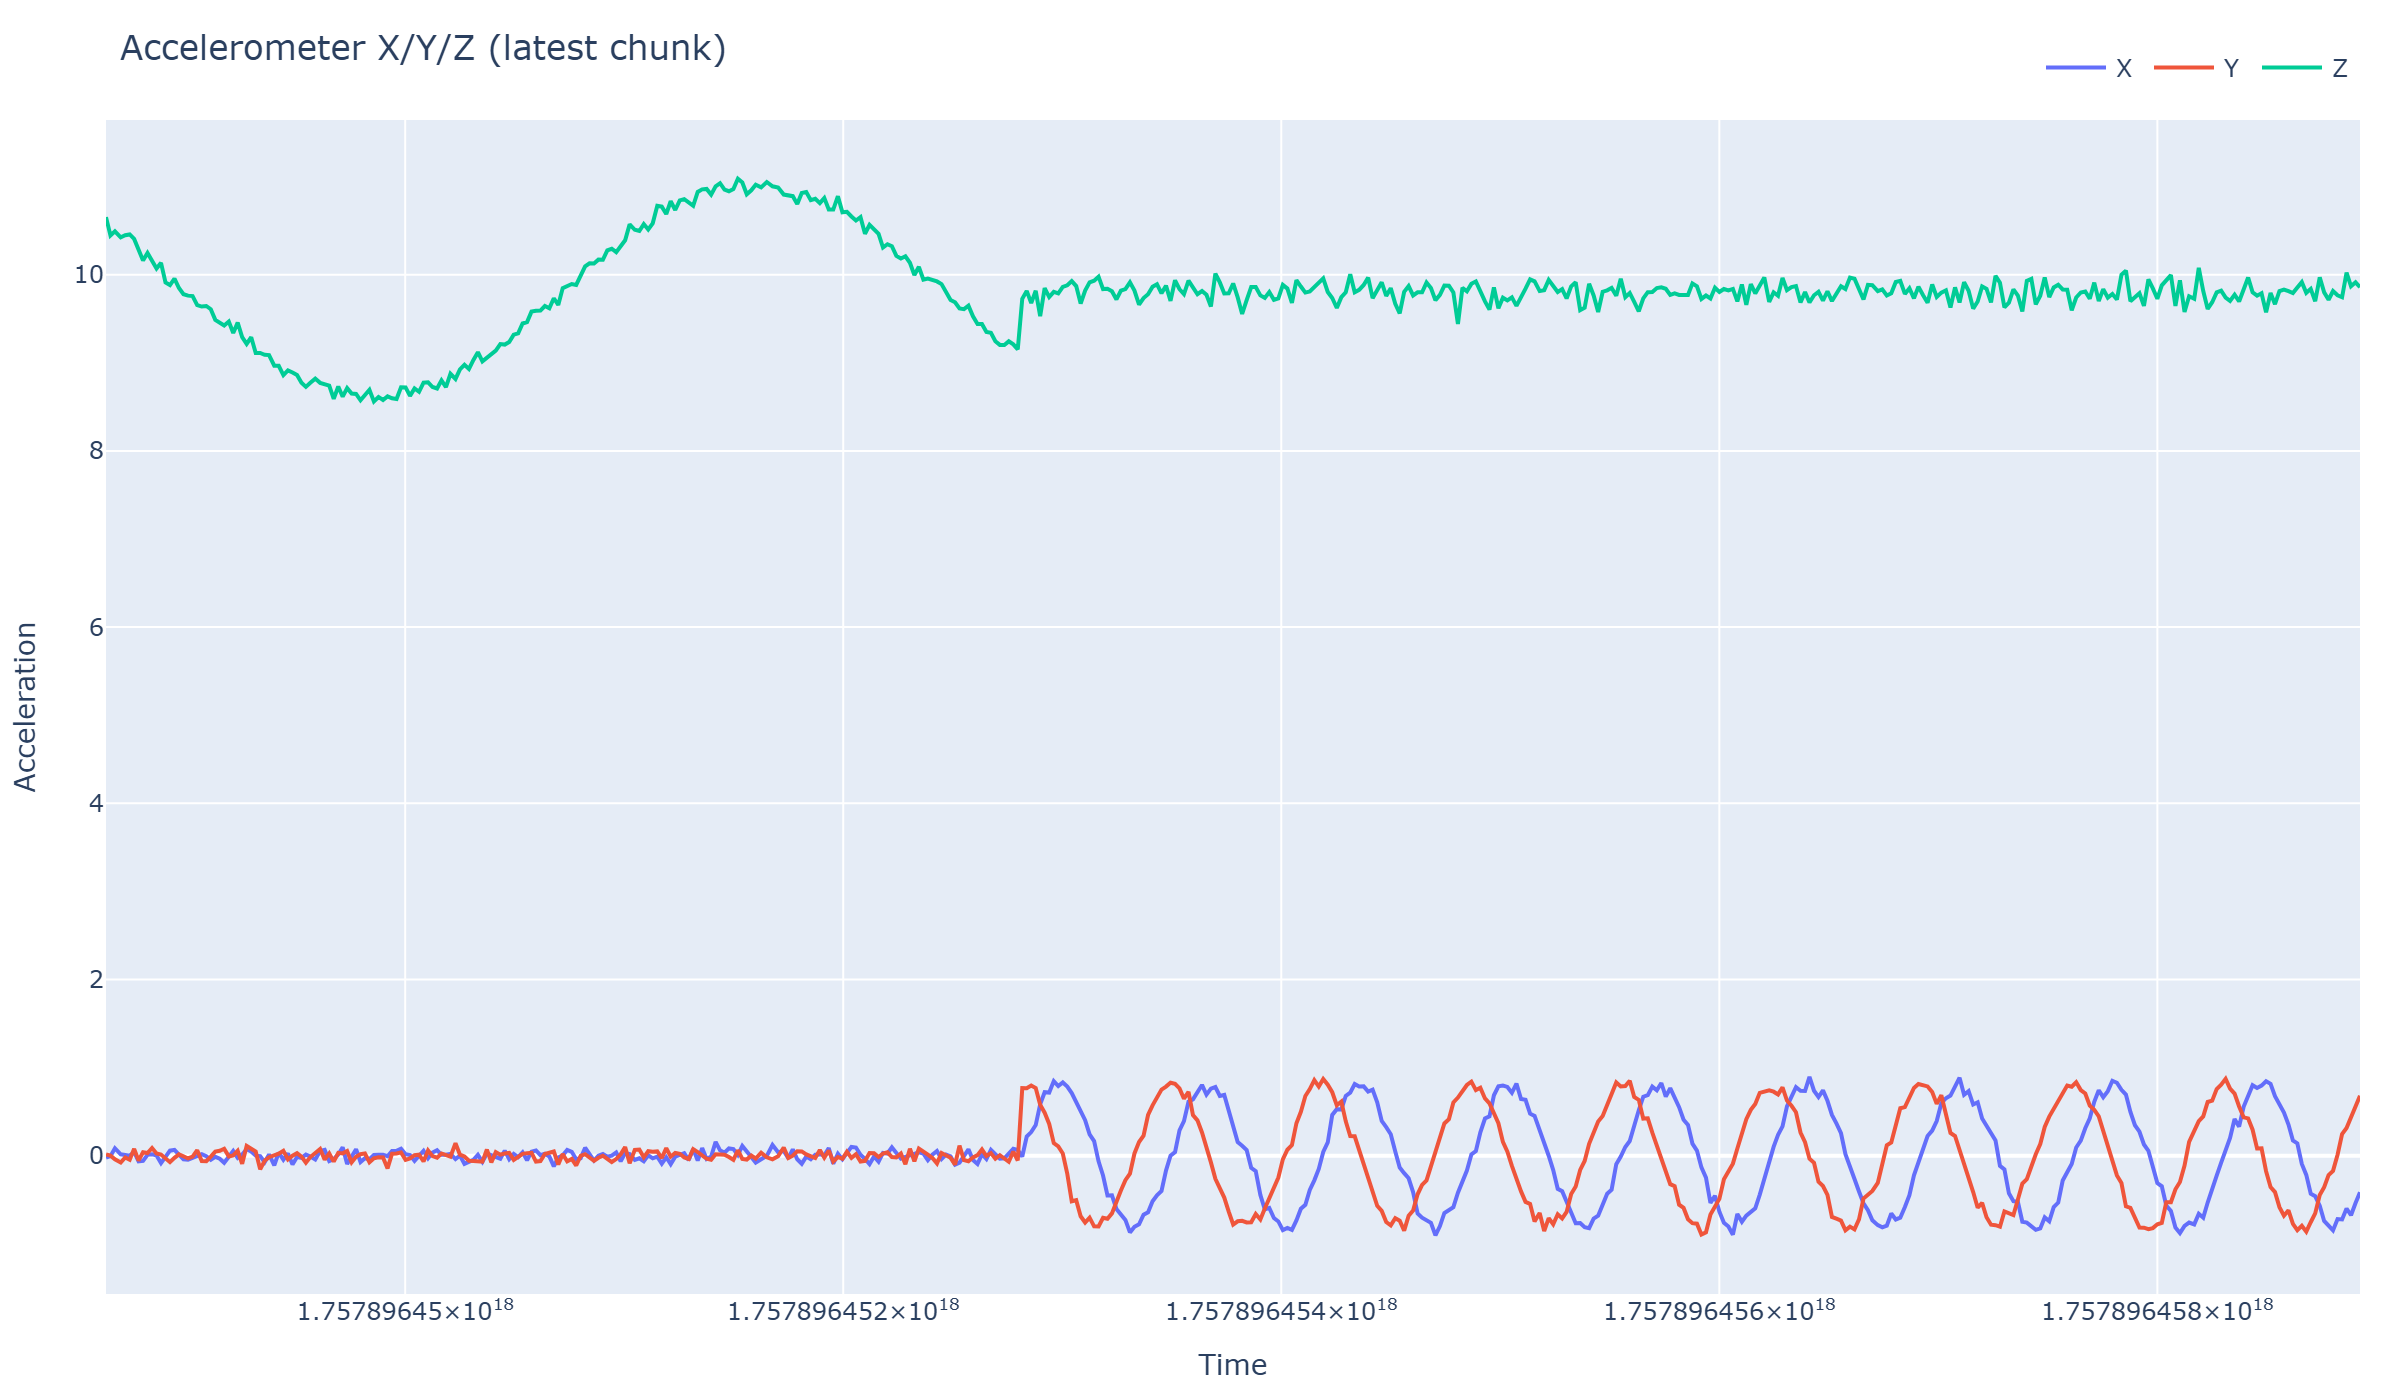 Accelerometer X/Y/Z (latest chunk)
X Y Z
10
8
6
4
2
0
Acceleration
1.757896445×10¹⁸ 1.757896452×10¹⁸ 1.757896454×10¹⁸ 1.757896456×10¹⁸ 1.757896458×10¹⁸
Time